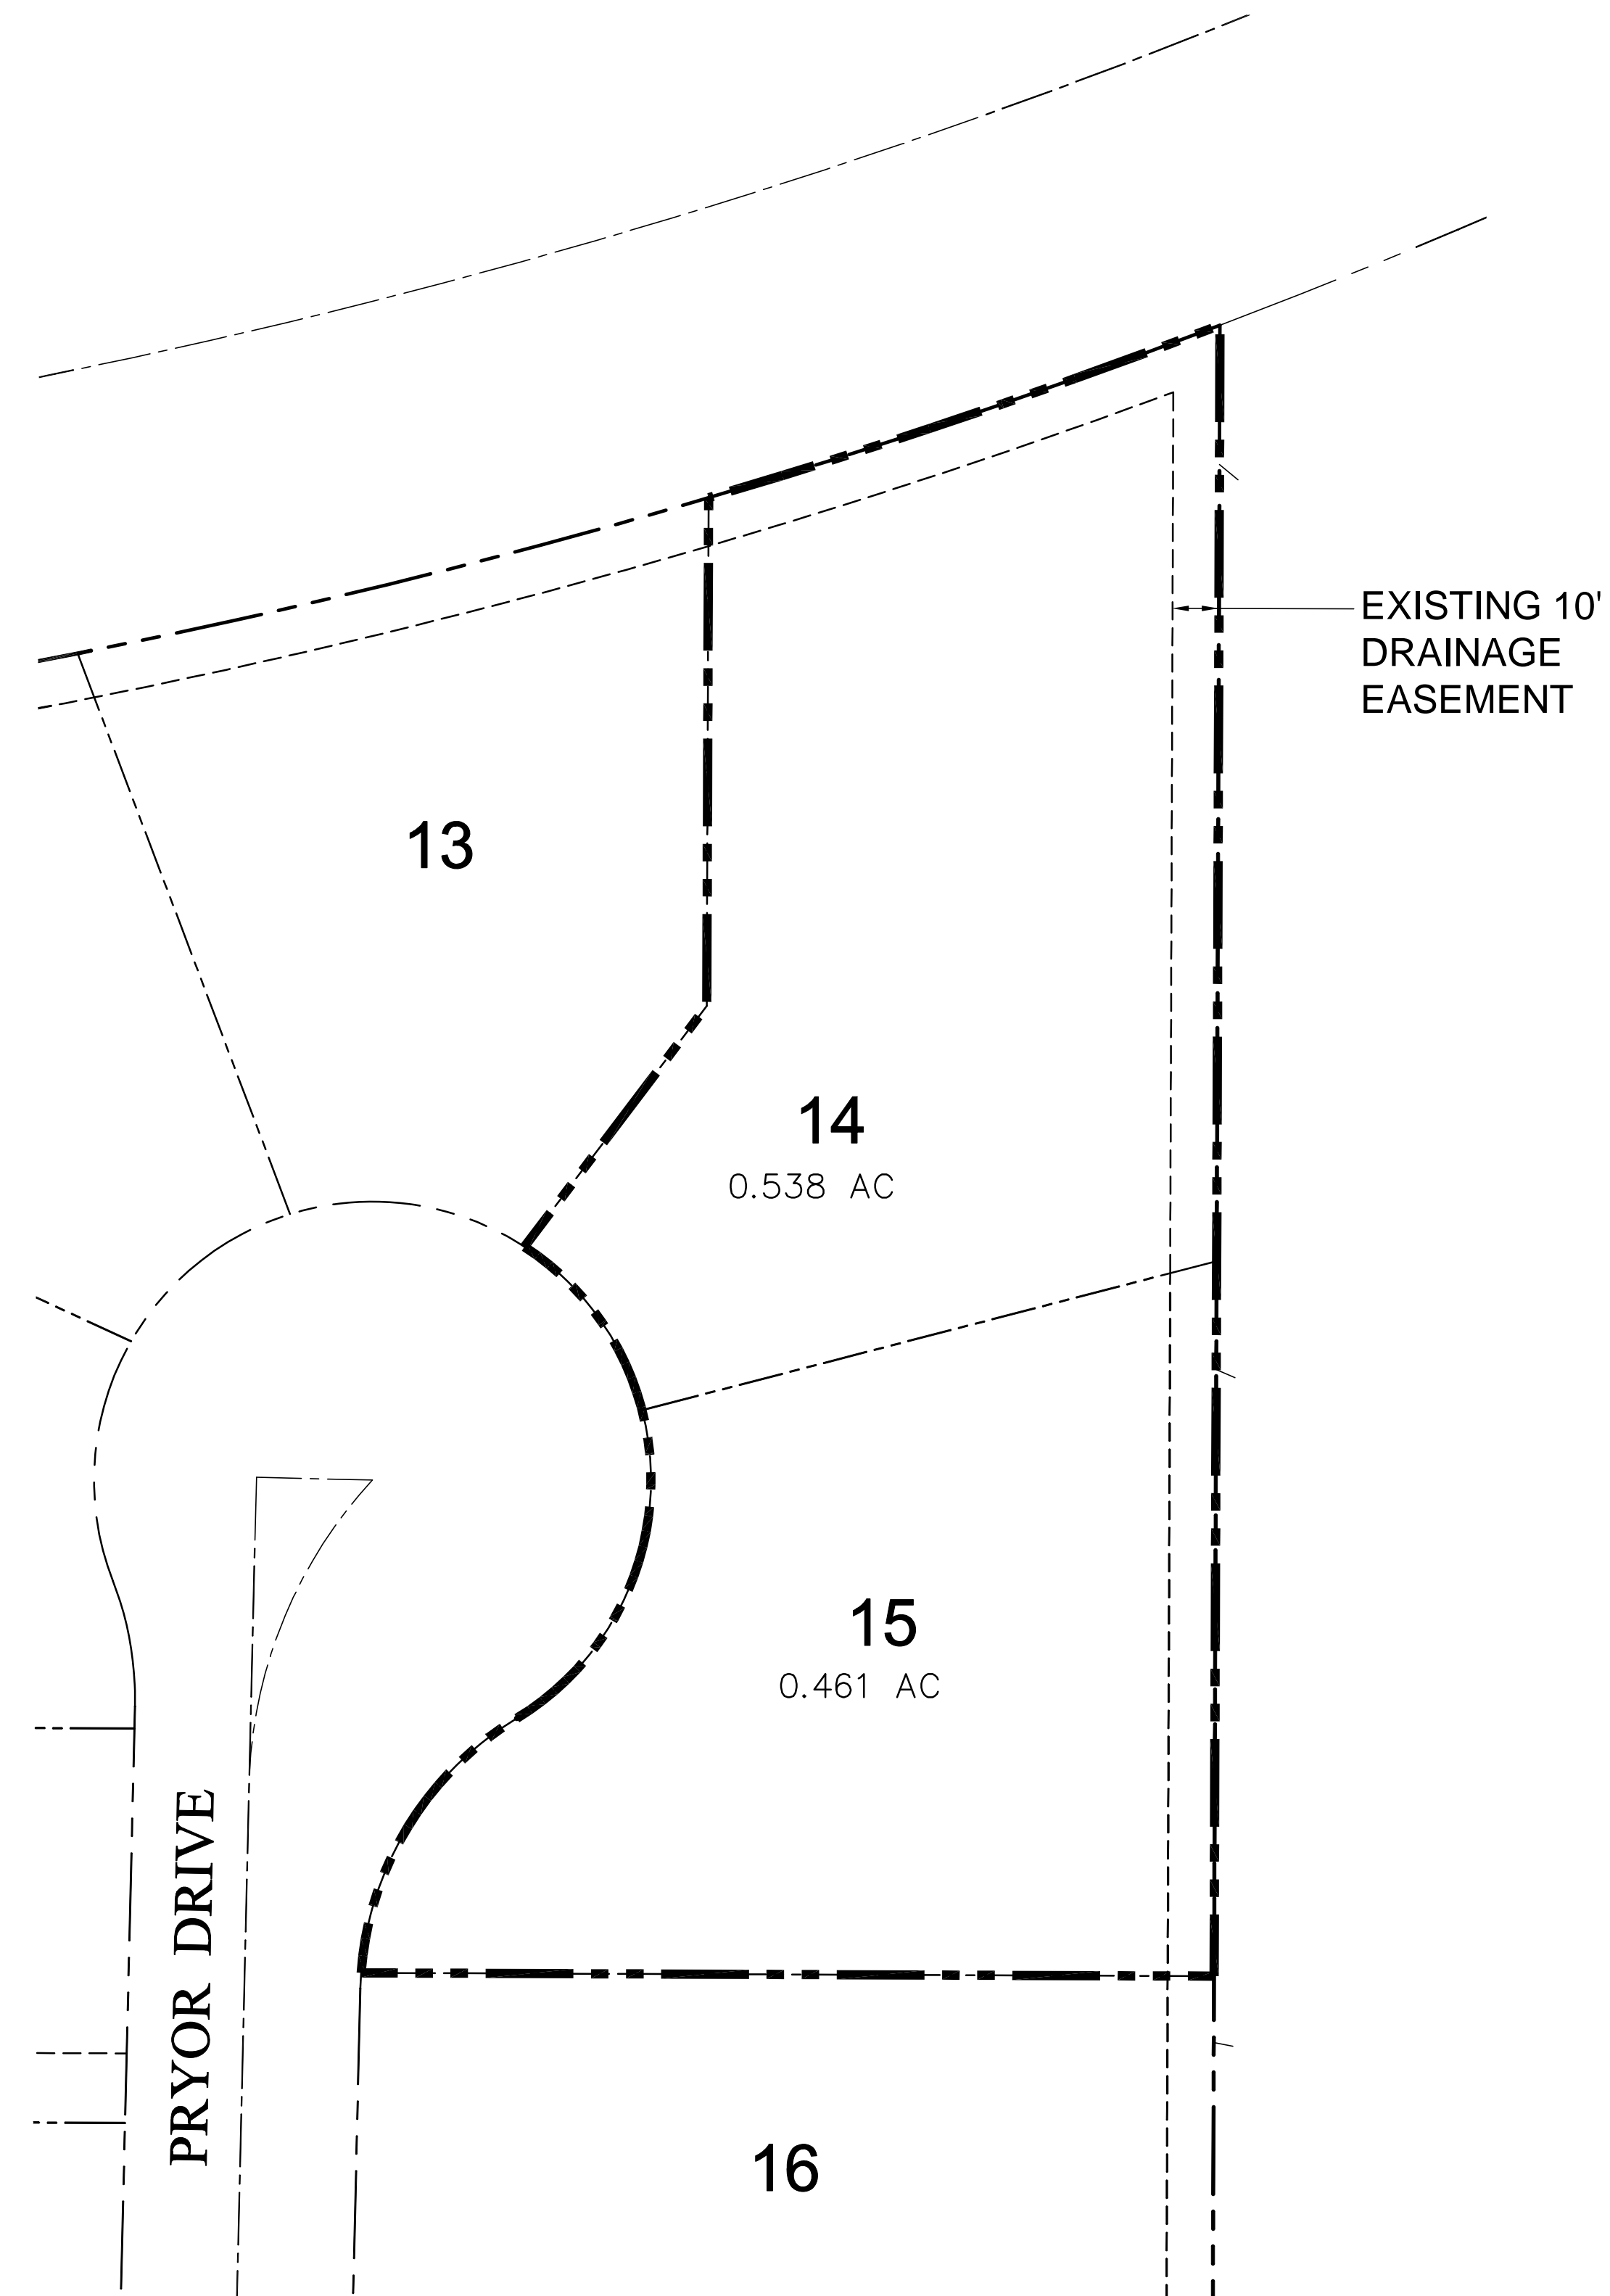 EXISTING 10'
DRAINAGE
EASEMENT
13
14
0.538 AC
15
0.461 AC
PRYOR DRIVE
16